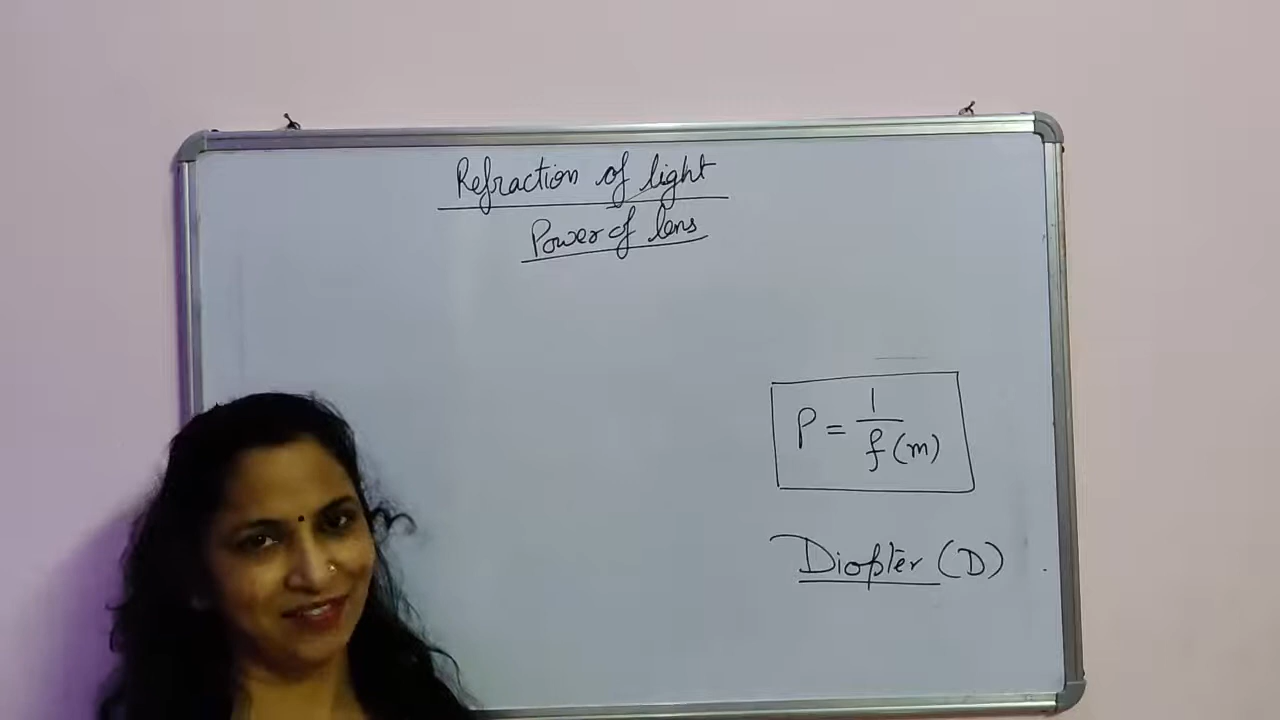 Refraction of light
Power of lens
P = 1/f (m)
Diopter (D)